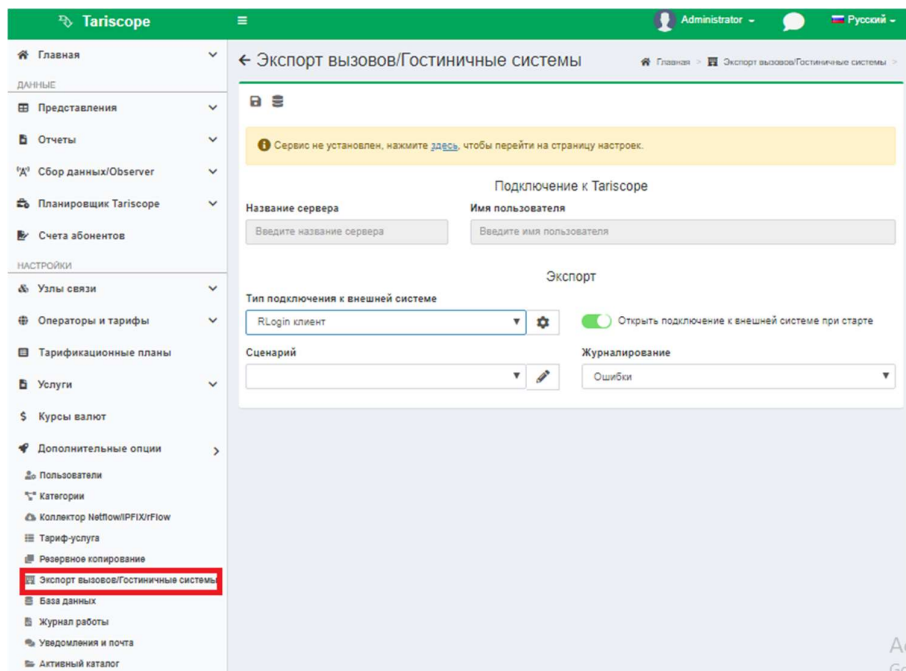 Tariscope
Administrator
Русский
Главная
ДАННЫЕ
Представления
Отчеты
Сбор данных/Observer
Планировщик Tariscope
Счета абонентов
НАСТРОЙКИ
Узлы связи
Операторы и тарифы
Тарификационные планы
Услуги
$ Курсы валют
Дополнительные опции
Пользователи
Категории
Коллектор Netflow/IPFIX/rFlow
Тариф-услуга
Резервное копирование
Экспорт вызовов/Гостиничные системы
База данных
Журнал работы
Уведомления и почта
Активный каталог
← Экспорт вызовов/Гостиничные системы
Главная > Экспорт вызовов/Гостиничные системы >
Сервис не установлен, нажмите здесь, чтобы перейти на страницу настроек.
Подключение к Tariscope
Название сервера
Имя пользователя
Введите название сервера
Введите имя пользователя
Экспорт
Тип подключения к внешней системе
RLogin клиент
Открыть подключение к внешней системе при старте
Сценарий
Журналирование
Ошибки